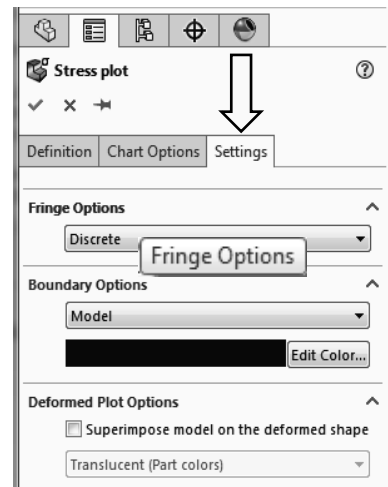 Stress plot
Definition Chart Options Settings
Fringe Options
Discrete
Fringe Options
Boundary Options
Model
Edit Color...
Deformed Plot Options
Superimpose model on the deformed shape
Translucent (Part colors)